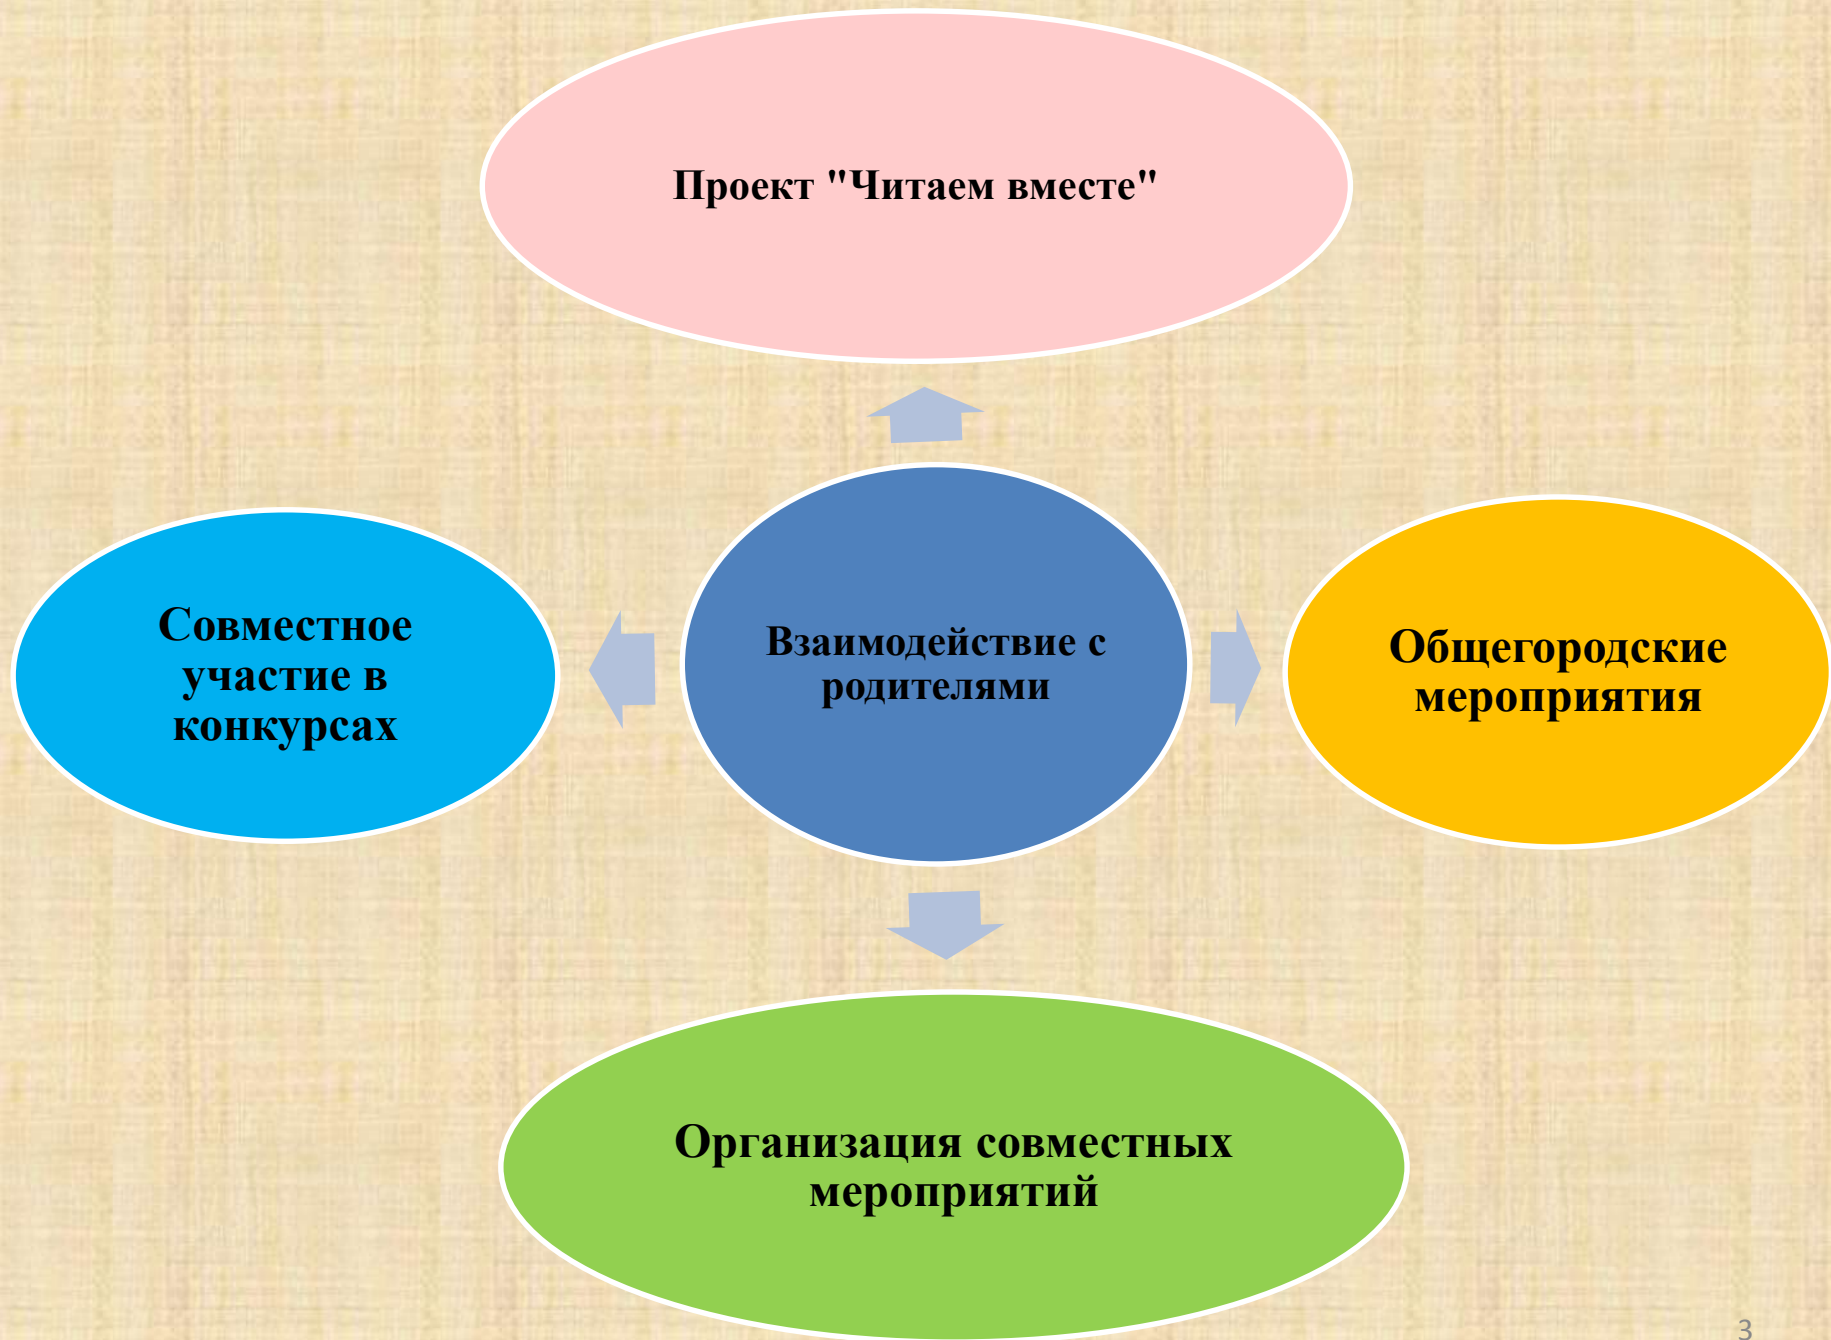 Проект "Читаем вместе"
Совместное
участие в
конкурсах
Взаимодействие с
родителями
Общегородские
мероприятия
Организация совместных
мероприятий
3